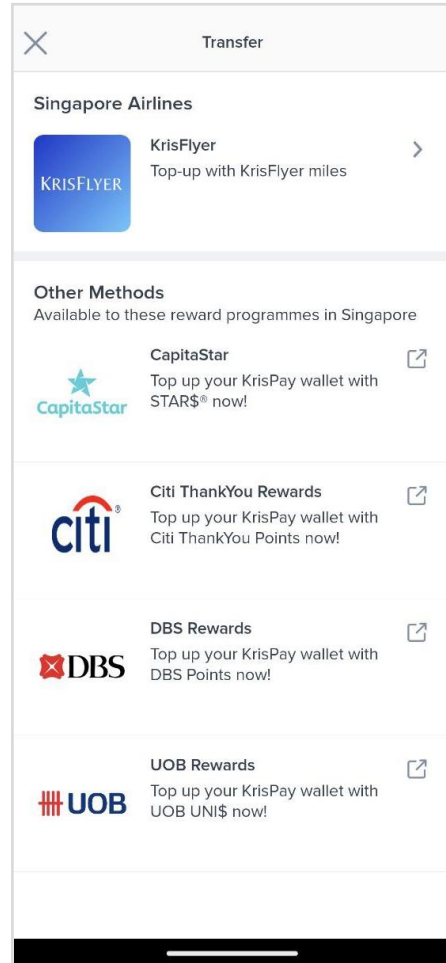 Transfer
Singapore Airlines
KRISFLYER
KrisFlyer
Top-up with KrisFlyer miles
Other Methods
Available to these reward programmes in Singapore
CapitaStar
CapitaStar
Top up your KrisPay wallet with
STAR$® now!
citi®
Citi ThankYou Rewards
Top up your KrisPay wallet with
Citi ThankYou Points now!
DBS
DBS Rewards
Top up your KrisPay wallet with
DBS Points now!
UOB
UOB Rewards
Top up your KrisPay wallet with
UOB UNI$ now!